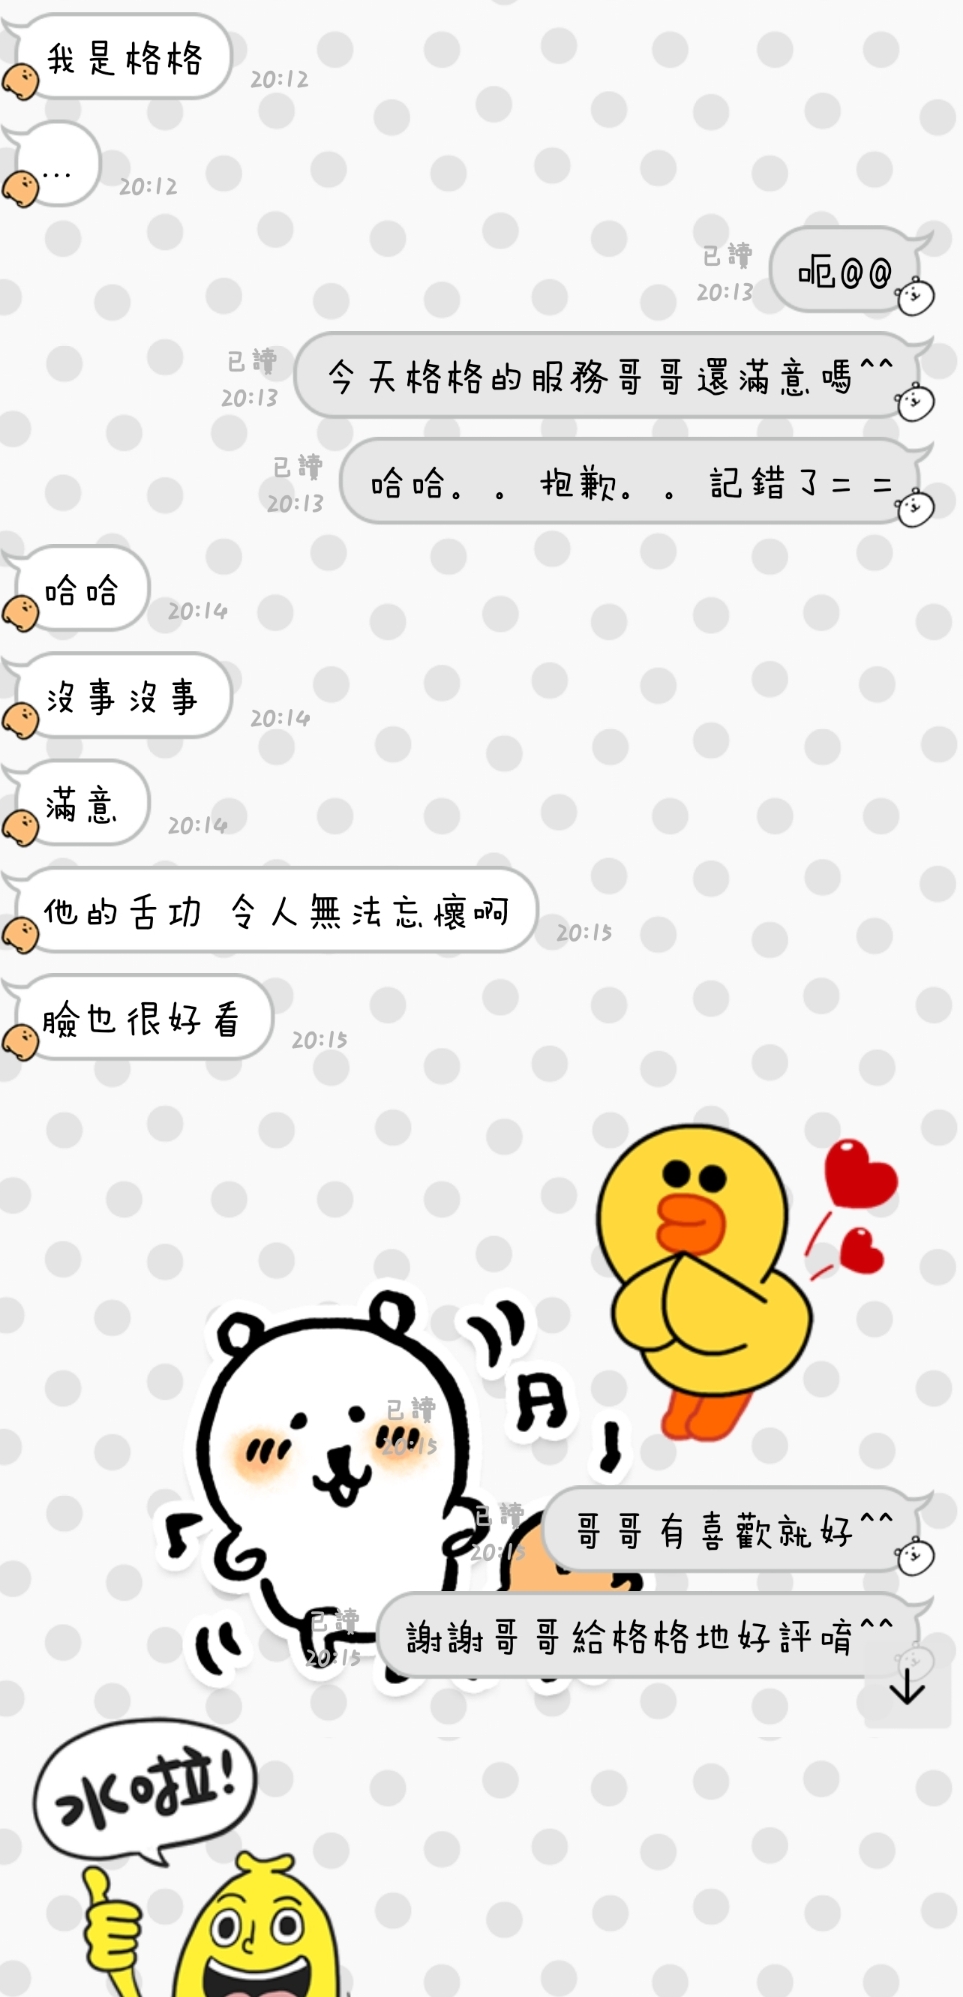 我是格格
20:12
...
20:12
呃@@
已讀
20:13
今天格格的服務哥哥還滿意嗎^^
已讀
20:13
哈哈。。抱歉。。記錯了= =
已讀
20:13
哈哈
20:14
沒事沒事
20:14
滿意
20:14
他的舌功 令人無法忘懷啊
20:15
臉也很好看
20:15
已讀
20:15
哥哥有喜歡就好^^
已讀
20:15
謝謝哥哥給格格地好評唷^^
已讀
20:15
水啦!